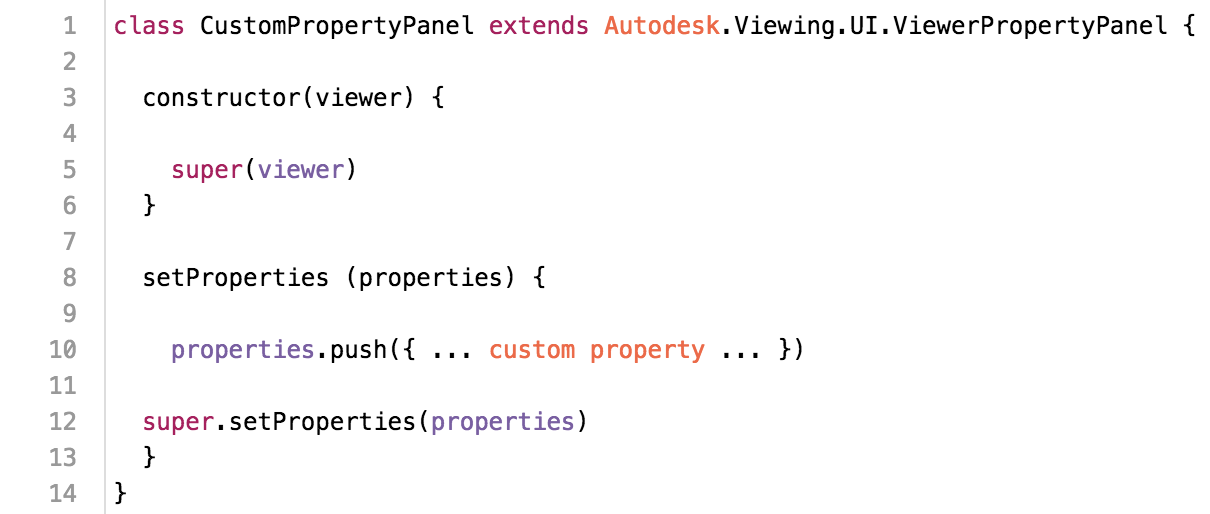 1 class CustomPropertyPanel extends Autodesk.Viewing.UI.ViewerPropertyPanel {
2
3 constructor(viewer) {
4
5 super(viewer)
6 }
7
8 setProperties (properties) {
9
10 properties.push({ ... custom property ... })
11
12 super.setProperties(properties)
13 }
14 }